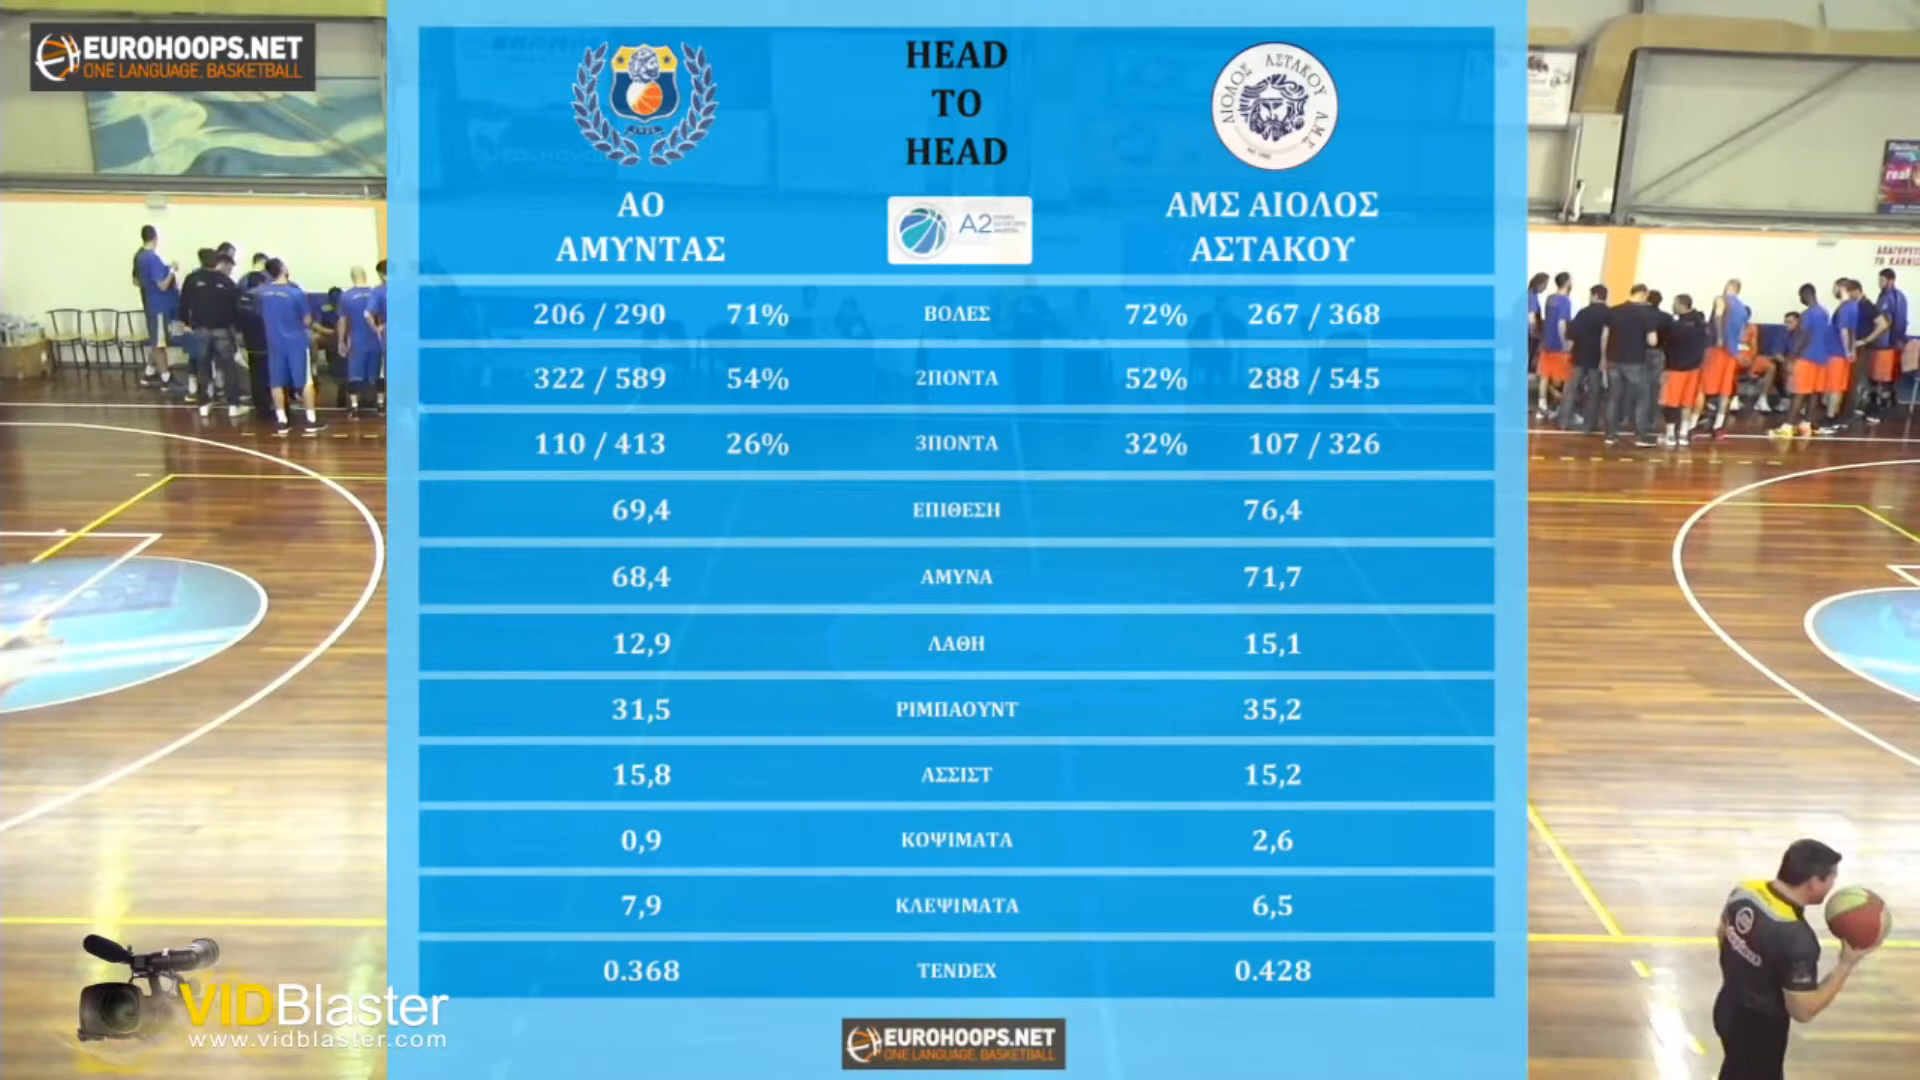 EUROHOOPS.NET
ONE LANGUAGE, BASKETBALL
HEAD
TO
HEAD
ΑΙΟΛΟΣ ΑΣΤΑΚΟΥ Α.Μ.Σ
ΑΟ
ΑΜΥΝΤΑΣ
A2
ΑΜΣ ΑΙΟΛΟΣ
ΑΣΤΑΚΟΥ
206 / 290 71% ΒΟΛΕΣ 72% 267 / 368
322 / 589 54% 2ΠΟΝΤΑ 52% 288 / 545
110 / 413 26% 3ΠΟΝΤΑ 32% 107 / 326
69,4 ΕΠΙΘΕΣΗ 76,4
68,4 ΑΜΥΝΑ 71,7
12,9 ΛΑΘΗ 15,1
31,5 ΡΙΜΠΑΟΥΝΤ 35,2
15,8 ΑΣΣΙΣΤ 15,2
0,9 ΚΟΨΙΜΑΤΑ 2,6
7,9 ΚΛΕΨΙΜΑΤΑ 6,5
0.368 TENDEX 0.428
real
VIDBlaster
www.vidblaster.com
EUROHOOPS.NET
ONE LANGUAGE, BASKETBALL